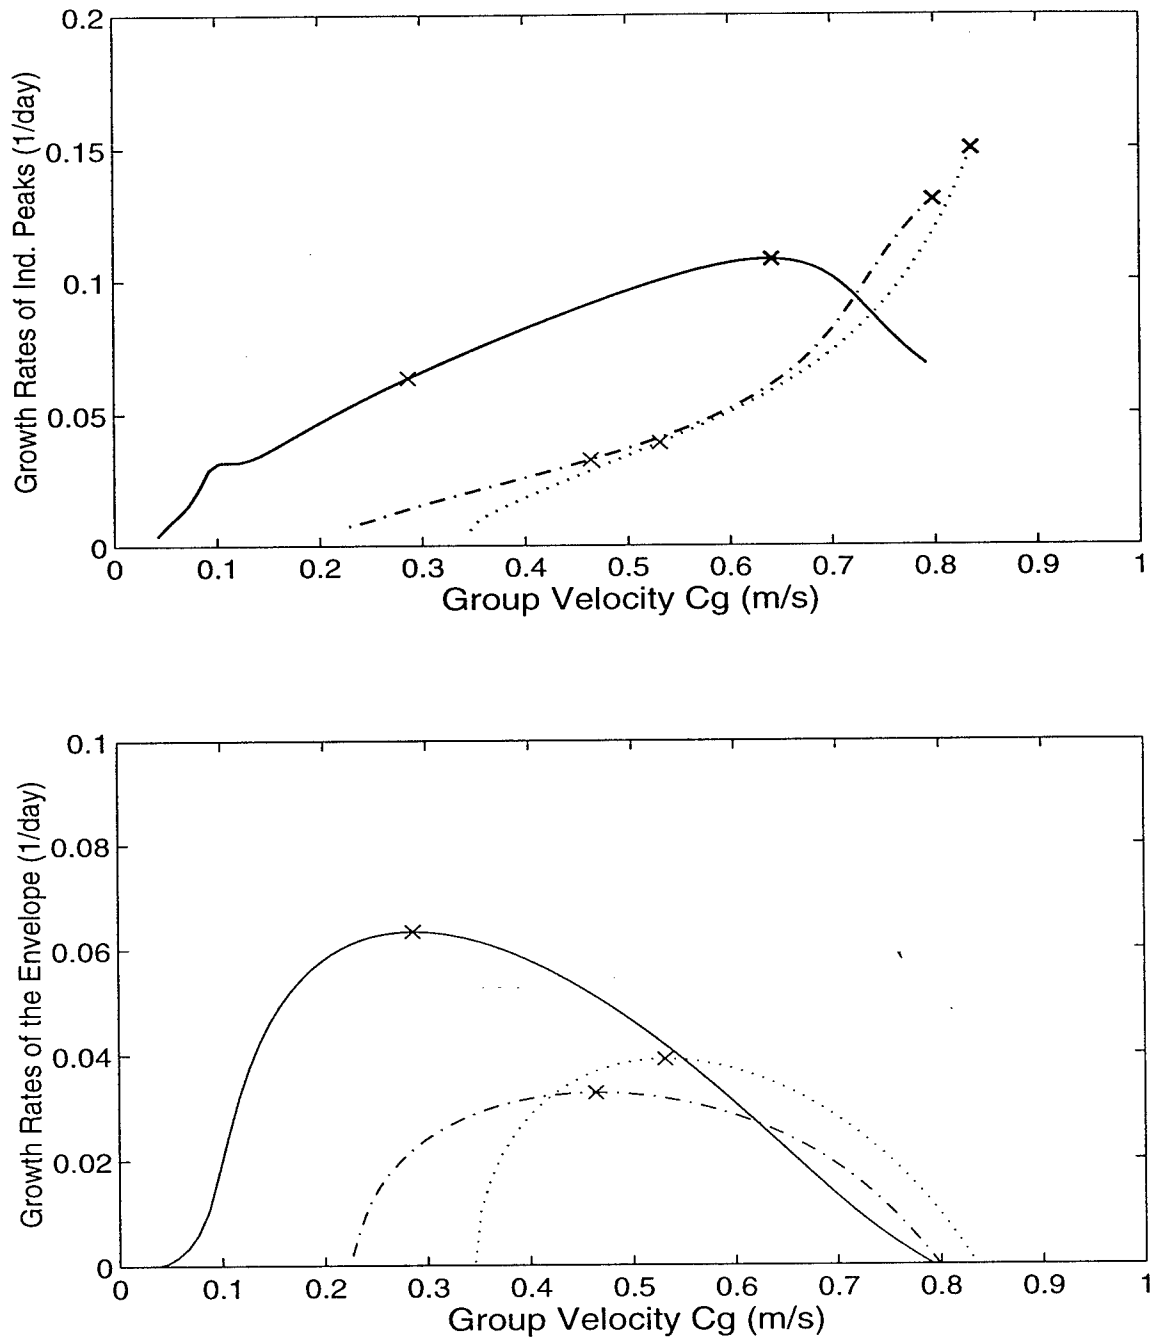 0.2
0.15
0.1
0.05
0
Growth Rates of Ind. Peaks (1/day)
0 0.1 0.2 0.3 0.4 0.5 0.6 0.7 0.8 0.9 1
Group Velocity Cg (m/s)
0.1
0.08
0.06
0.04
0.02
0
Growth Rates of the Envelope (1/day)
0 0.1 0.2 0.3 0.4 0.5 0.6 0.7 0.8 0.9 1
Group Velocity Cg (m/s)